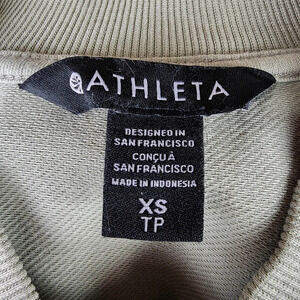 ATHLETA
DESIGNED IN
SAN FRANCISCO
CONÇU À
SAN FRANCISCO
MADE IN INDONESIA
XS
TP